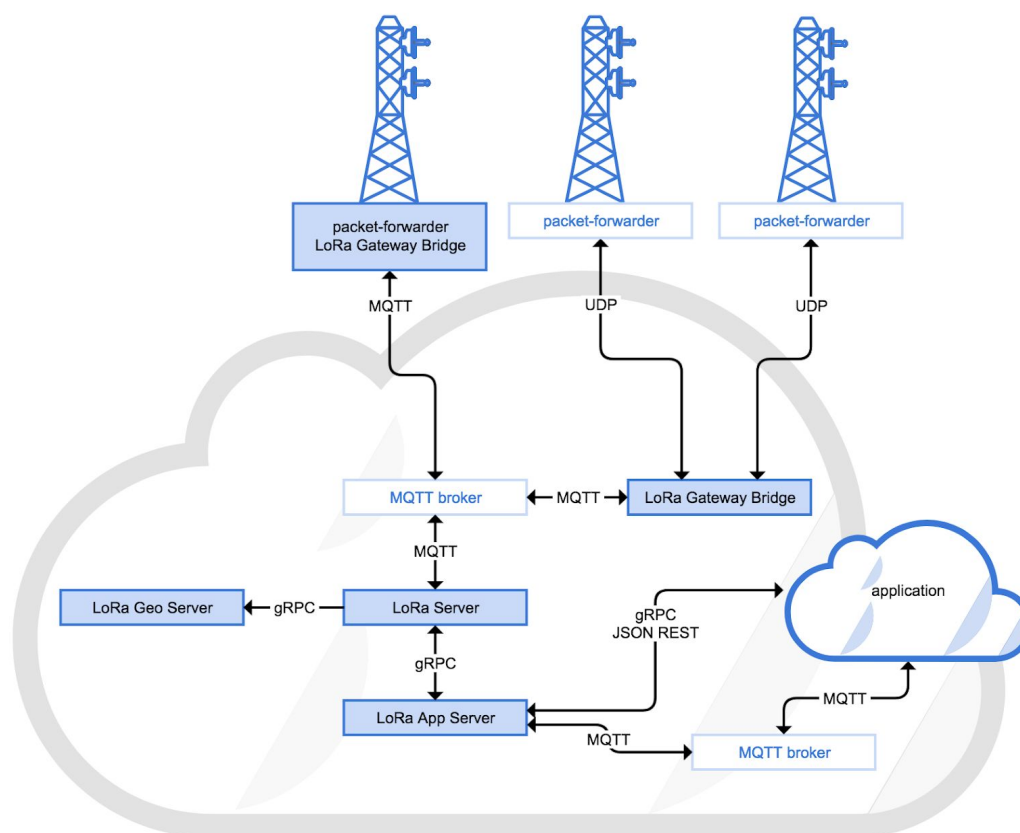 packet-forwarder
LoRa Gateway Bridge
packet-forwarder
packet-forwarder
MQTT
UDP
UDP
MQTT broker
MQTT
LoRa Gateway Bridge
MQTT
LoRa Geo Server
gRPC
LoRa Server
application
gRPC
JSON REST
gRPC
LoRa App Server
MQTT
MQTT
MQTT broker